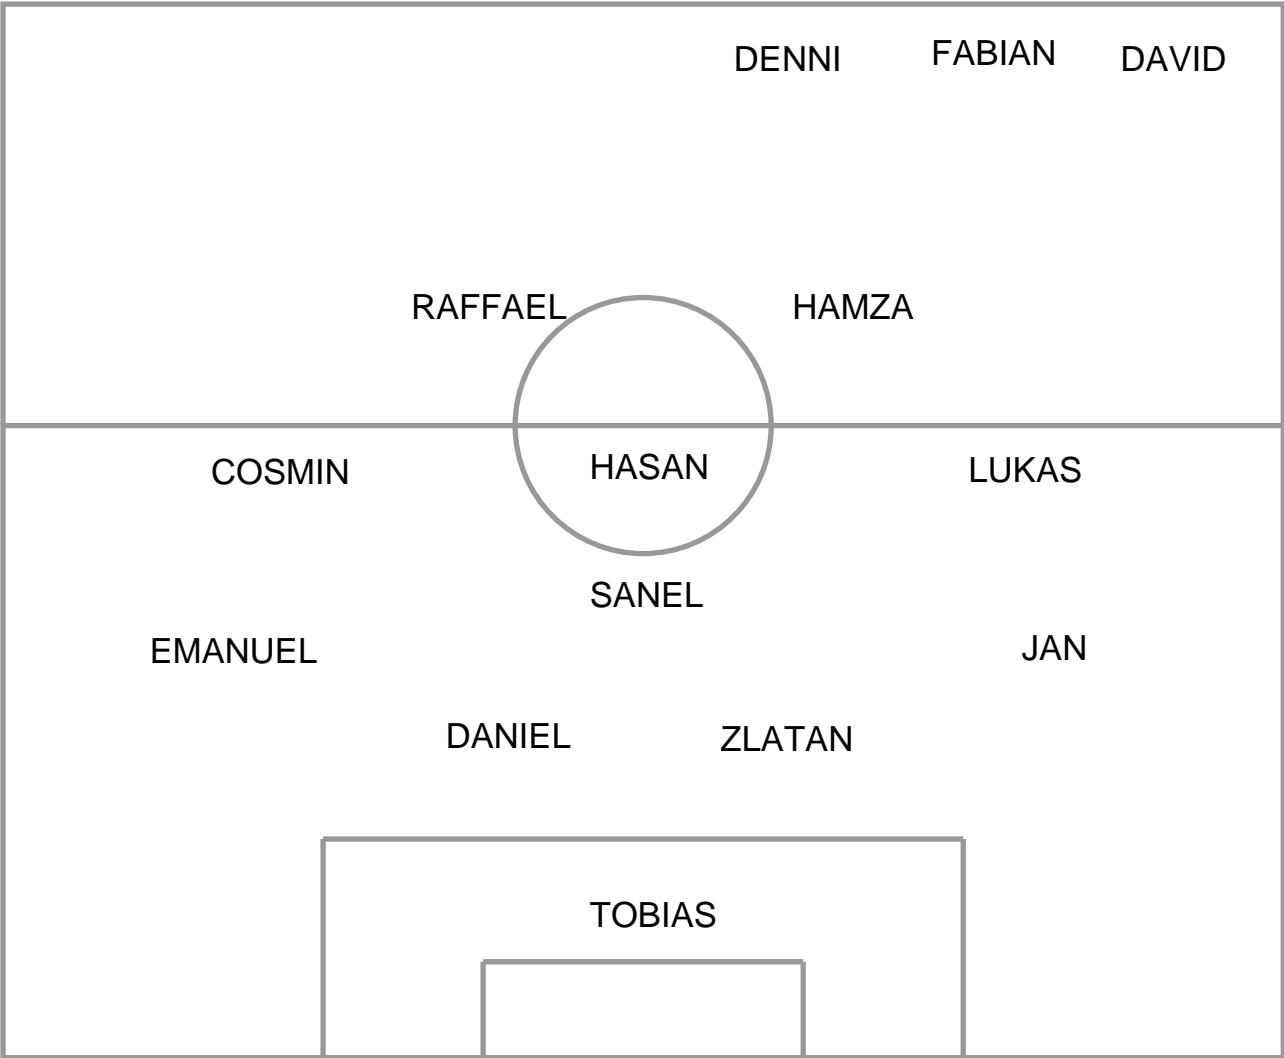 DENNI FABIAN DAVID
RAFFAEL HAMZA
COSMIN HASAN LUKAS
SANEL
EMANUEL JAN
DANIEL ZLATAN
TOBIAS